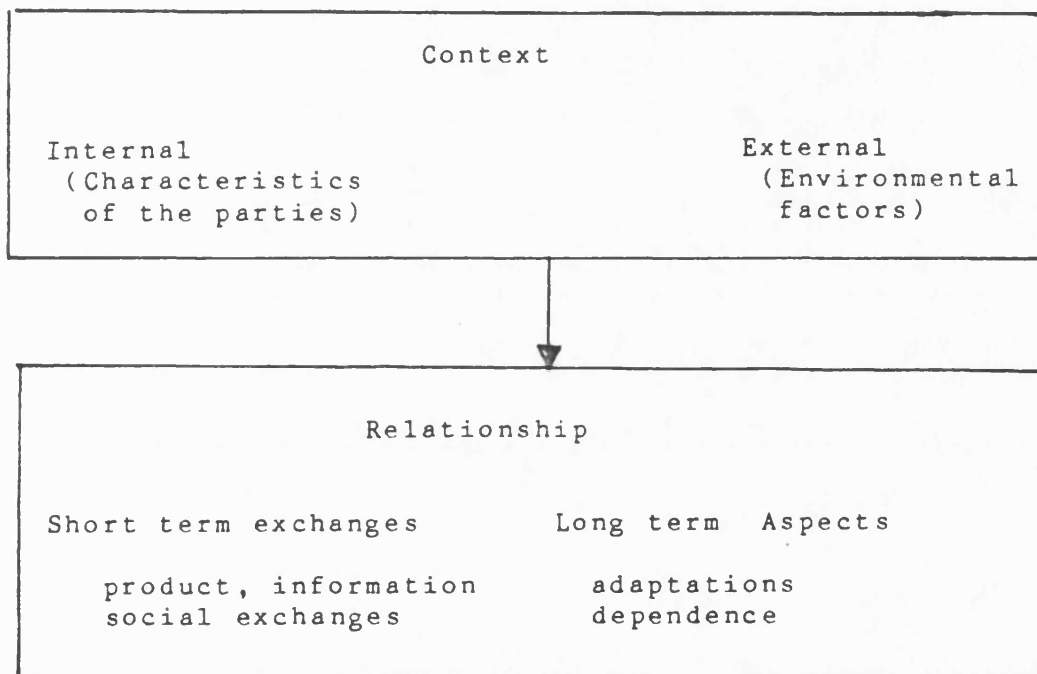 Context
Internal
(Characteristics
of the parties)
External
(Environmental
factors)
Relationship
Short term exchanges
product, information
social exchanges
Long term Aspects
adaptations
dependence